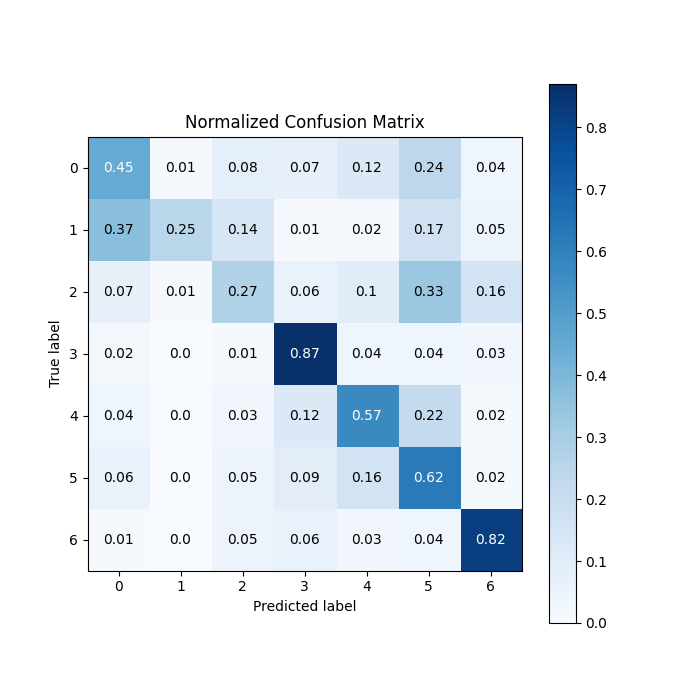 Normalized Confusion Matrix
0 0.45 0.01 0.08 0.07 0.12 0.24 0.04
1 0.37 0.25 0.14 0.01 0.02 0.17 0.05
2 0.07 0.01 0.27 0.06 0.1 0.33 0.16
3 0.02 0.0 0.01 0.87 0.04 0.04 0.03
4 0.04 0.0 0.03 0.12 0.57 0.22 0.02
5 0.06 0.0 0.05 0.09 0.16 0.62 0.02
6 0.01 0.0 0.05 0.06 0.03 0.04 0.82
0 1 2 3 4 5 6
Predicted label
True label
0.8
0.7
0.6
0.5
0.4
0.3
0.2
0.1
0.0